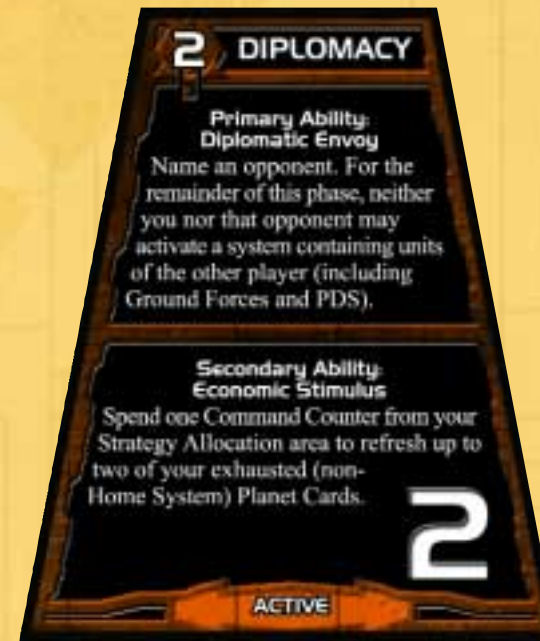 2 DIPLOMACY
Primary Ability:
Diplomatic Envoy
Name an opponent. For the
remainder of this phase, neither
you nor that opponent may
activate a system containing units
of the other player (including
Ground Forces and PDS).
Secondary Ability:
Economic Stimulus
Spend one Command Counter from your
Strategy Allocation area to refresh up to
two of your exhausted (non-
Home System) Planet Cards.
2
ACTIVE